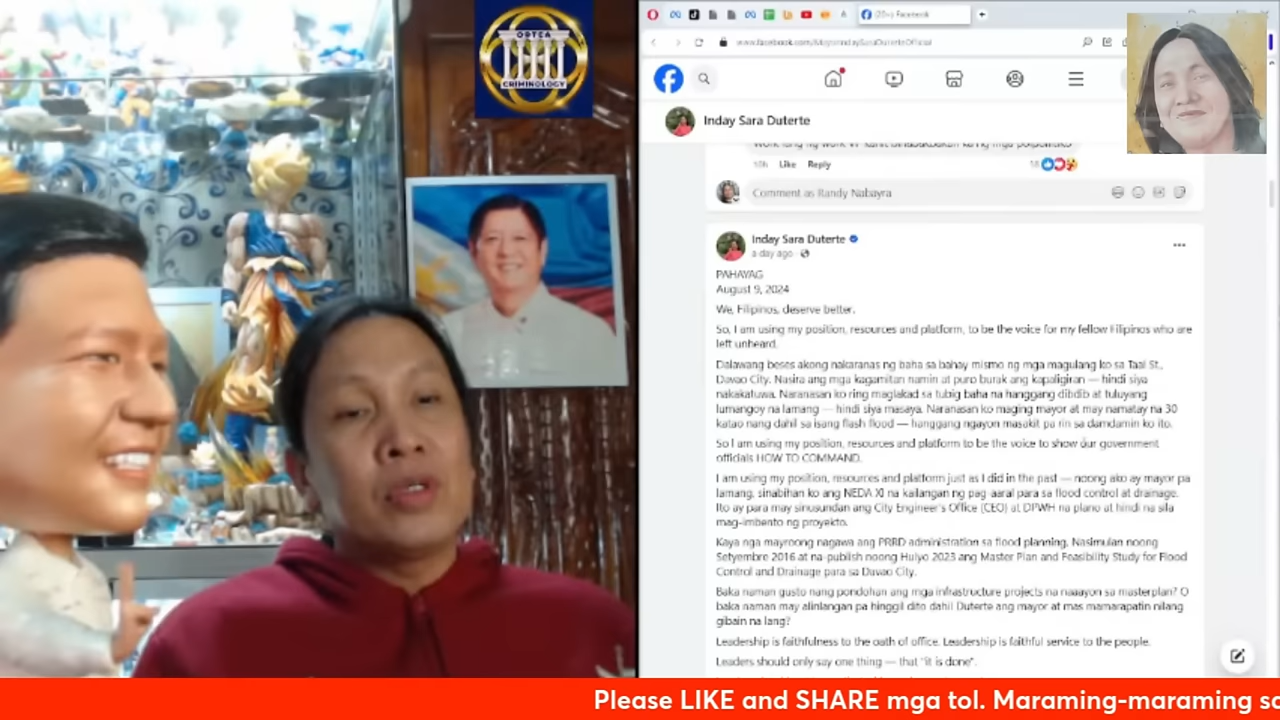 OPTCA
CRIMINOLOGY
(20+) Facebook
www.facebook.com/MayorIndaySaraDuterteOfficial
Inday Sara Duterte
10h Like Reply
18
Comment as Randy Nabayra
Inday Sara Duterte
a day ago
PAHAYAG
August 9, 2024
We, Filipinos, deserve better.
So, I am using my position, resources and platform, to be the voice for my fellow Filipinos who are
left unheard.
Dalawang beses akong nakaranas ng baha sa bahay mismo ng mga magulang ko sa Taal St.,
Davao City. Nasira ang mga kagamitan namin at puro burak ang kapaligiran — hindi siya
nakakatuwa. Naranasan ko ring maglakad sa tubig baha na hanggang dibdib at tuluyang
lumangoy na lamang — hindi siya masaya. Naranasan ko maging mayor at may namatay na 30
katao nang dahil sa isang flash flood — hanggang ngayon masakit pa rin sa damdamin ko ito.
So I am using my position, resources and platform to be the voice to show our government
officials HOW TO COMMAND.
I am using my position, resources and platform just as I did in the past — noong ako ay mayor pa
lamang, sinabihan ko ang NEDA XI na kailangan ng pag-aaral para sa flood control at drainage.
Ito ay para may sinusundan ang City Engineer's Office (CEO) at DPWH na plano at hindi na sila
mag-imbento ng proyekto.
Kaya nga mayroong nagawa ang PRRD administration sa flood planning. Nasimulan noong
Setyembre 2016 at na-publish noong Hulyo 2023 ang Master Plan and Feasibility Study for Flood
Control and Drainage para sa Davao City.
Baka naman gusto nang pondohan ang mga infrastructure projects na naaayon sa masterplan? O
baka naman may alinlangan pa hinggil dito dahil Duterte ang mayor at mas mamarapatin nilang
gibain na lang?
Leadership is faithfulness to the oath of office. Leadership is faithful service to the people.
Leaders should only say one thing — that "it is done".
Please LIKE and SHARE mga tol. Maraming-maraming sa